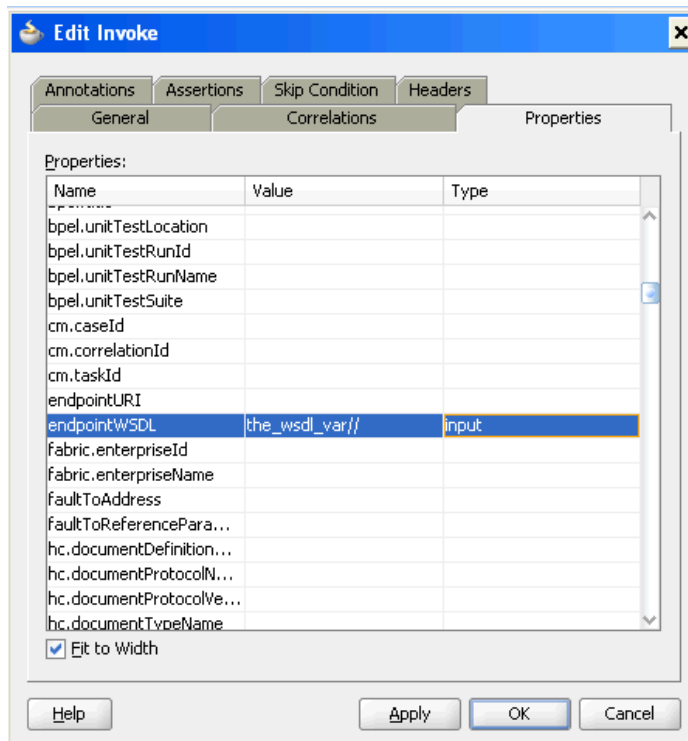 Edit Invoke
Annotations Assertions Skip Condition Headers
General Correlations Properties
Properties:
Name Value Type
bpel.unitTestLocation
bpel.unitTestRunId
bpel.unitTestRunName
bpel.unitTestSuite
cm.caseId
cm.correlationId
cm.taskId
endpointURI
endpointWSDL the_wsdl_var// input
fabric.enterpriseId
fabric.enterpriseName
faultToAddress
faultToReferencePara...
hc.documentDefinition...
hc.documentProtocolN...
hc.documentProtocolVe...
hc.documentTypeName
Fit to Width
Help Apply OK Cancel